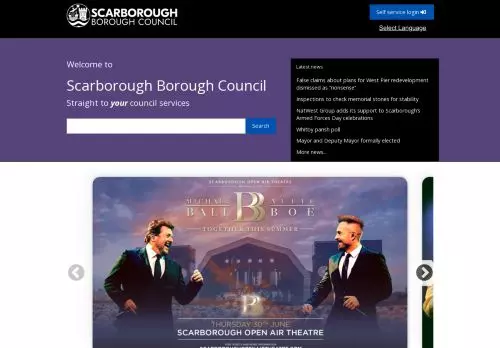 SCARBOROUGH
BOROUGH COUNCIL
Self service login
Select Language
Welcome to
Scarborough Borough Council
Straight to your council services
Search
Latest news
False claims about plans for West Pier redevelopment
dismissed as "nonsense"
Inspections to check memorial stones for stability
NatWest Group adds its support to Scarborough's
Armed Forces Day celebrations
Whitby parish poll
Mayor and Deputy Mayor formally elected
More news...
SCARBOROUGH OPEN AIR THEATRE
MICHAEL BALL
ALFIE BOE
TOGETHER THIS SUMMER
THURSDAY 30TH JUNE
SCARBOROUGH OPEN AIR THEATRE